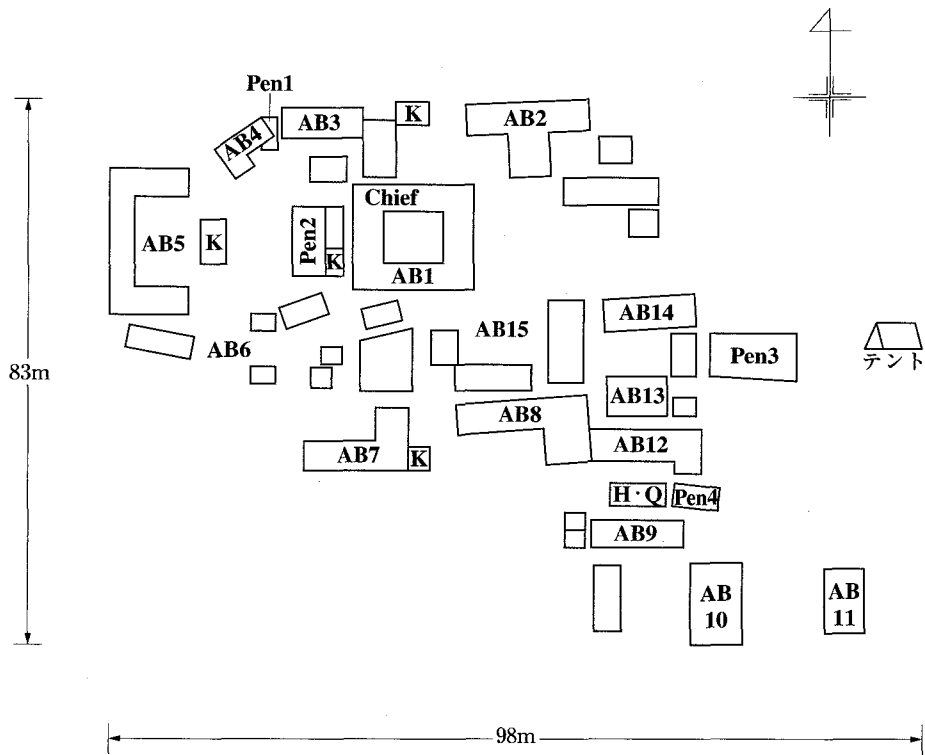 Pen1
K
AB3
AB2
AB4
Chief
AB5
K
Pen2
K
AB1
AB14
AB15
AB6
Pen3
テント
83m
AB13
AB8
AB7
K
AB12
H·Q
Pen4
AB9
AB
10
AB
11
98m